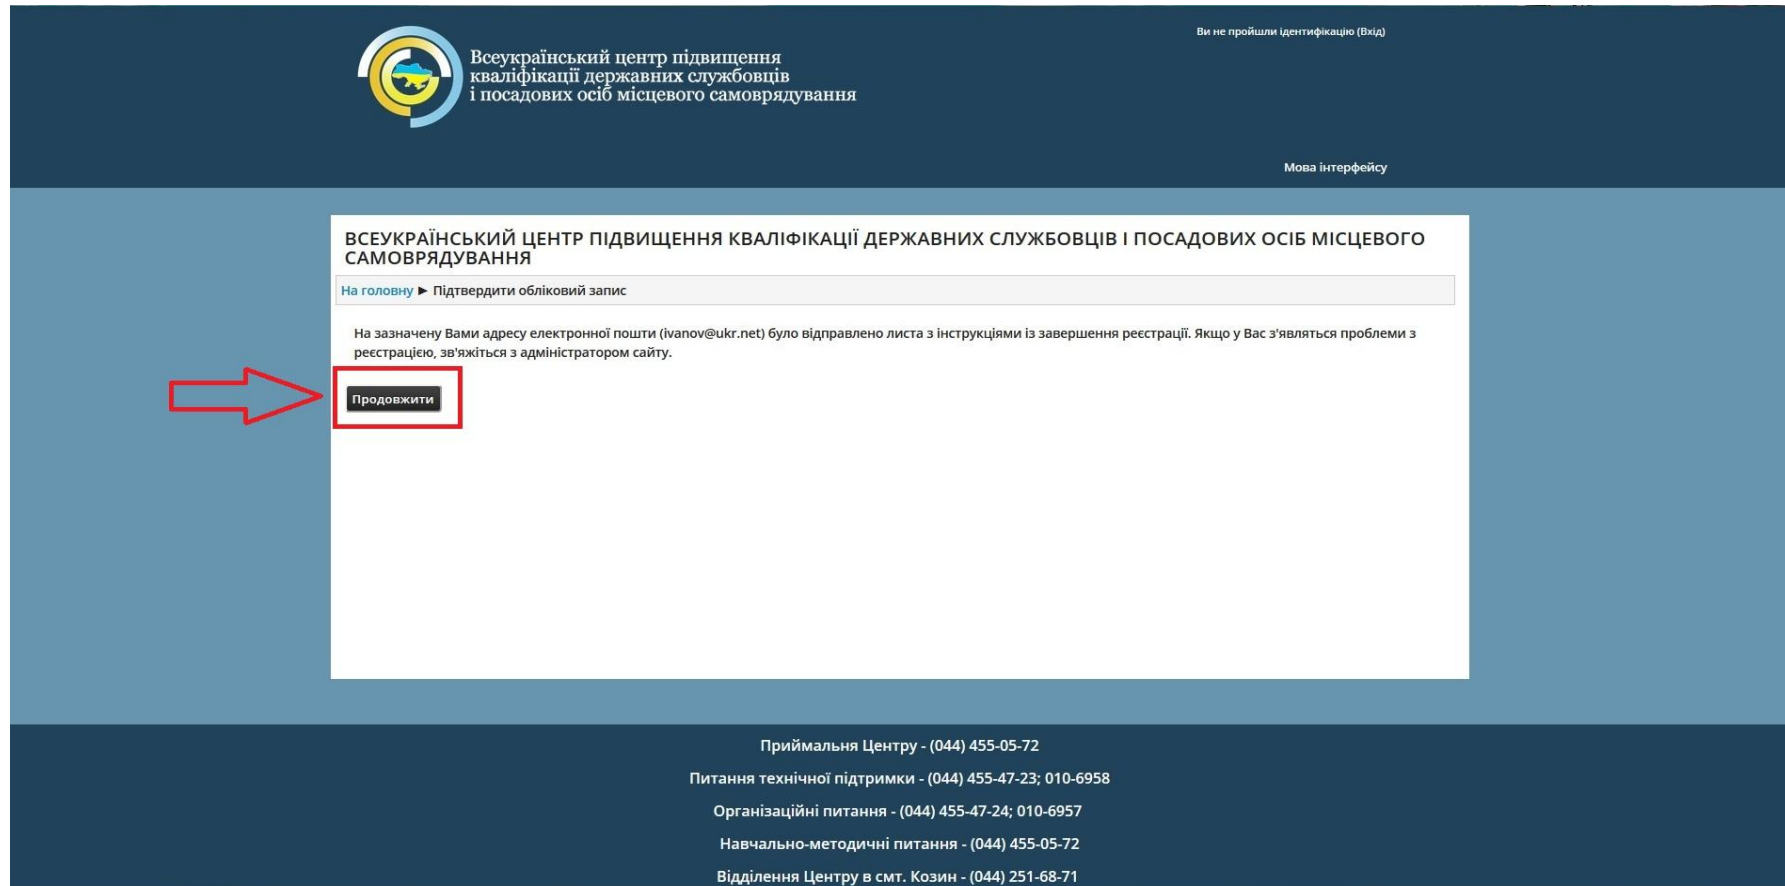 Ви не пройшли ідентифікацію (Вхід)
Всеукраїнський центр підвищення
кваліфікації державних службовців
і посадових осіб місцевого самоврядування
Мова інтерфейсу
ВСЕУКРАЇНСЬКИЙ ЦЕНТР ПІДВИЩЕННЯ КВАЛІФІКАЦІЇ ДЕРЖАВНИХ СЛУЖБОВЦІВ І ПОСАДОВИХ ОСІБ МІСЦЕВОГО
САМОВРЯДУВАННЯ
На головну ► Підтвердити обліковий запис
На зазначену Вами адресу електронної пошти (ivanov@ukr.net) було відправлено листа з інструкціями із завершення реєстрації. Якщо у Вас з'являться проблеми з
реєстрацією, зв'яжіться з адміністратором сайту.
Продовжити
Приймальня Центру - (044) 455-05-72
Питання технічної підтримки - (044) 455-47-23; 010-6958
Організаційні питання - (044) 455-47-24; 010-6957
Навчально-методичні питання - (044) 455-05-72
Відділення Центру в смт. Козин - (044) 251-68-71